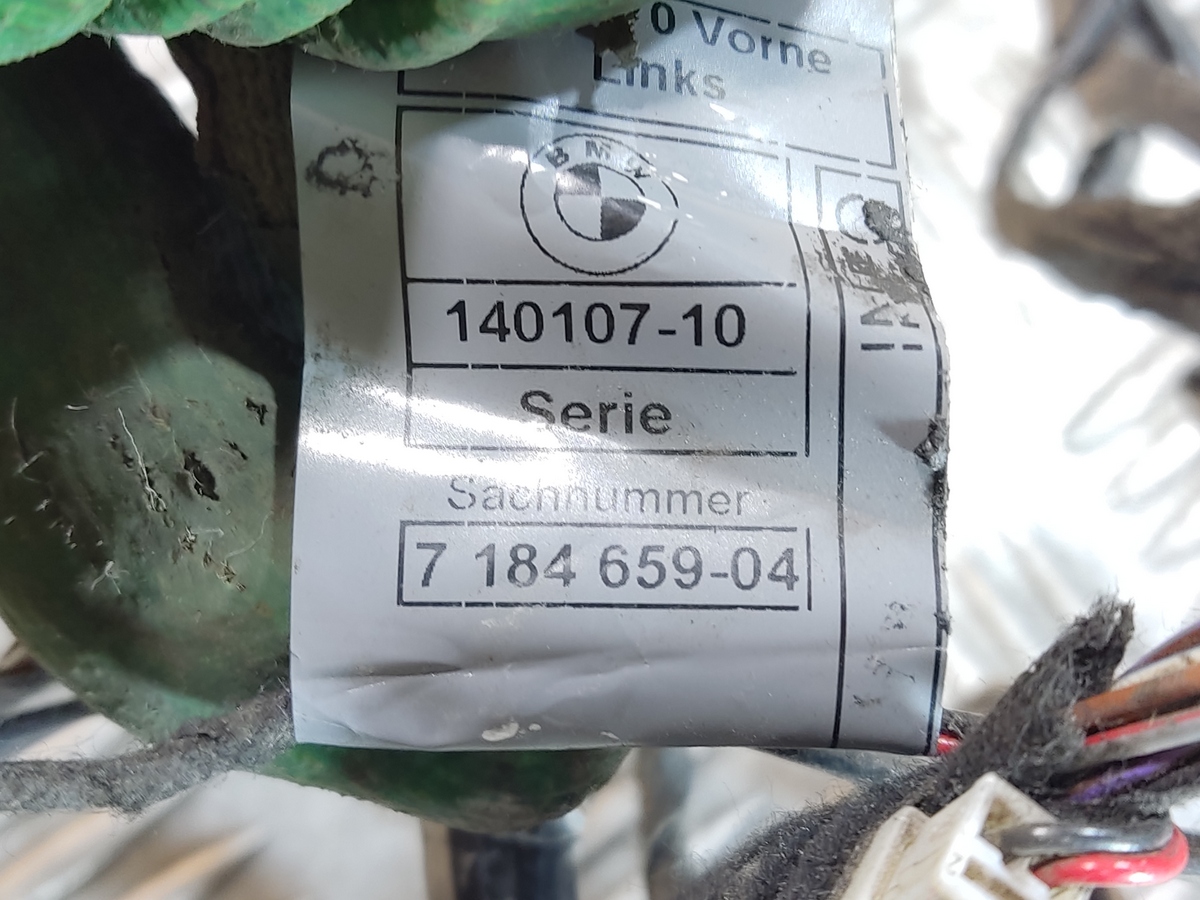 0 Vorne
Links
BMW
140107-10
Serie
Sachnummer
7 184 659-04